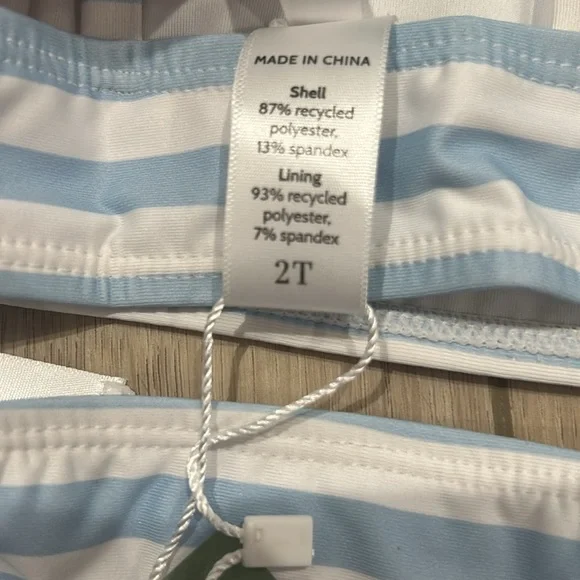 MADE IN CHINA
Shell
87% recycled
polyester,
13% spandex
Lining
93% recycled
polyester,
7% spandex
2T